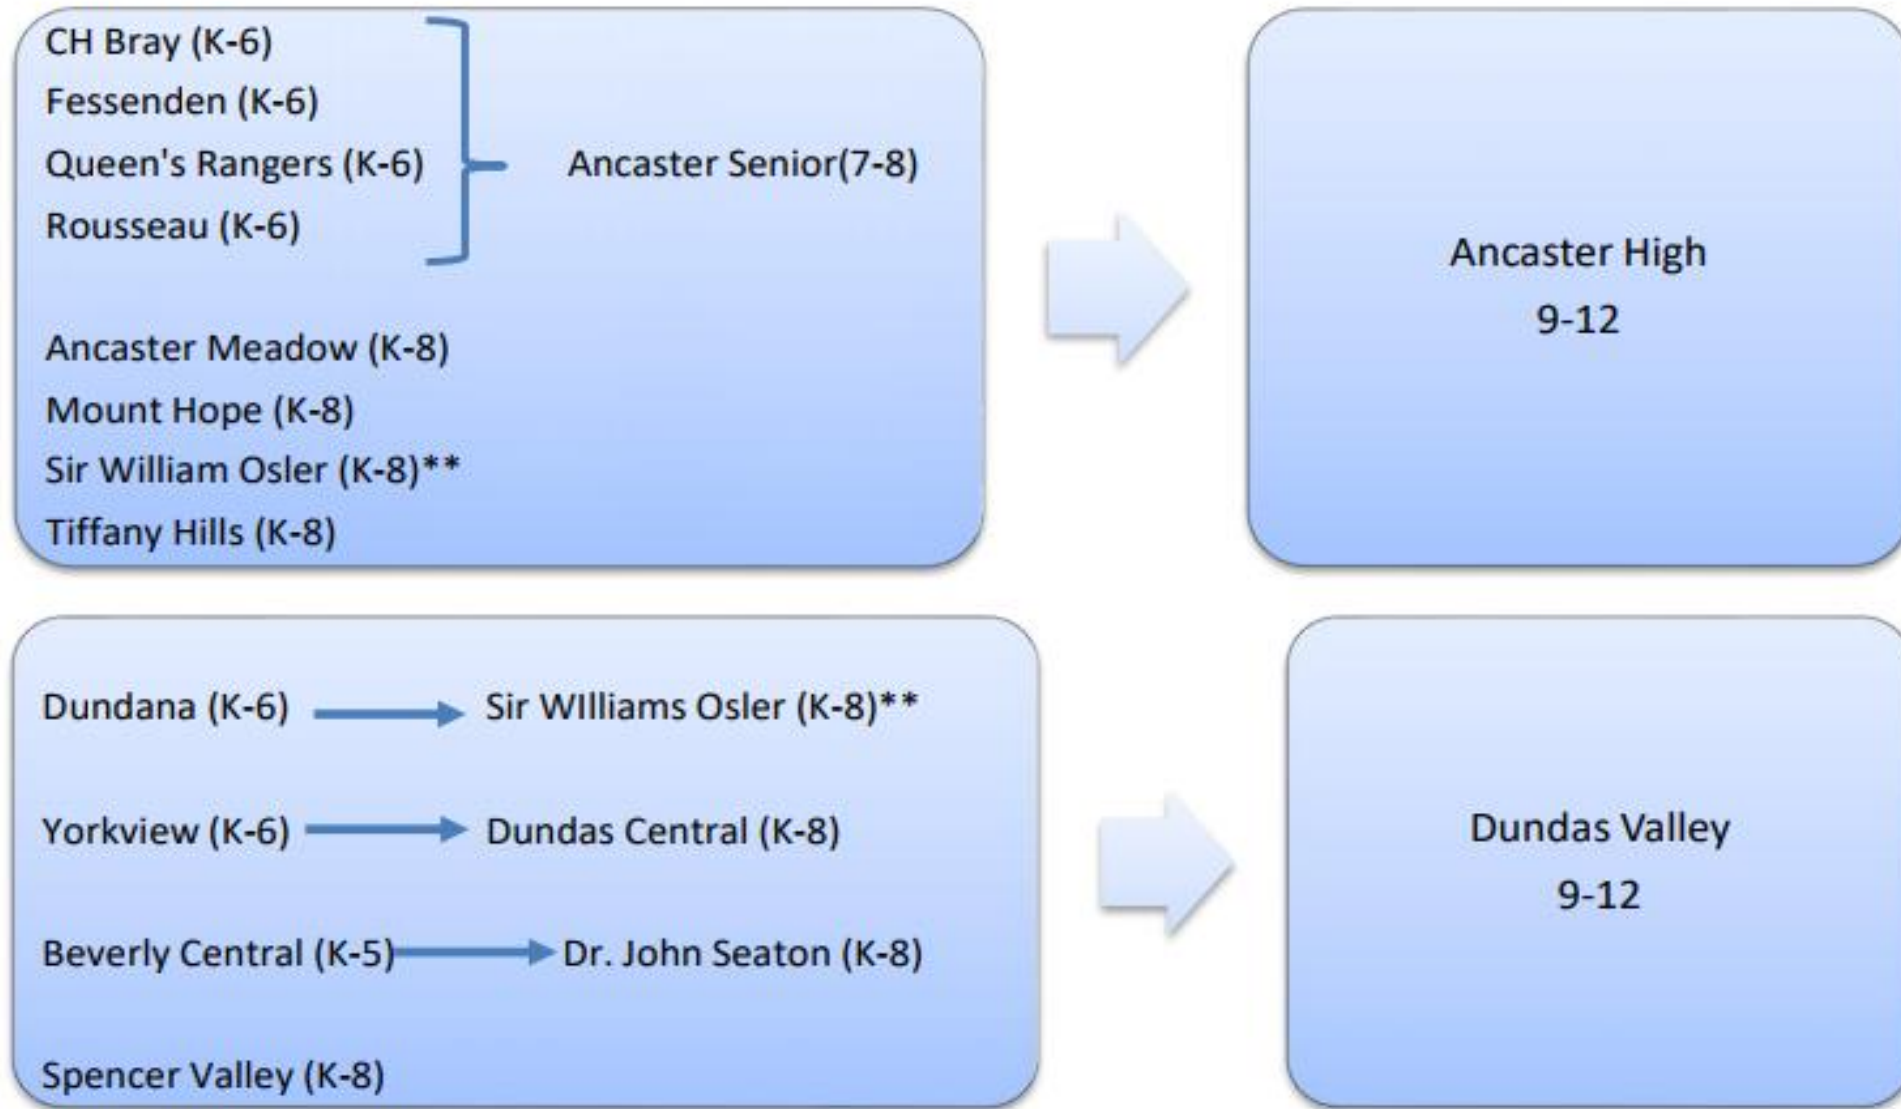 CH Bray (K-6)
Fessenden (K-6)
Queen's Rangers (K-6)
Rousseau (K-6)
Ancaster Senior(7-8)
Ancaster Meadow (K-8)
Mount Hope (K-8)
Sir William Osler (K-8)**
Tiffany Hills (K-8)
Ancaster High
9-12
Dundana (K-6)
Sir WIlliams Osler (K-8)**
Yorkview (K-6)
Dundas Central (K-8)
Beverly Central (K-5)
Dr. John Seaton (K-8)
Spencer Valley (K-8)
Dundas Valley
9-12